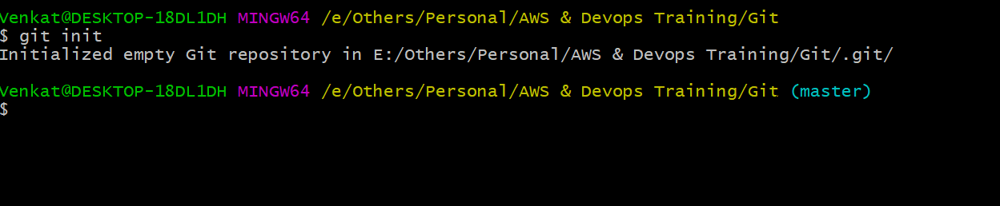 Venkat@DESKTOP-18DL1DH MINGW64 /e/Others/Personal/AWS & Devops Training/Git
$ git init
Initialized empty Git repository in E:/Others/Personal/AWS & Devops Training/Git/.git/
Venkat@DESKTOP-18DL1DH MINGW64 /e/Others/Personal/AWS & Devops Training/Git (master)
$